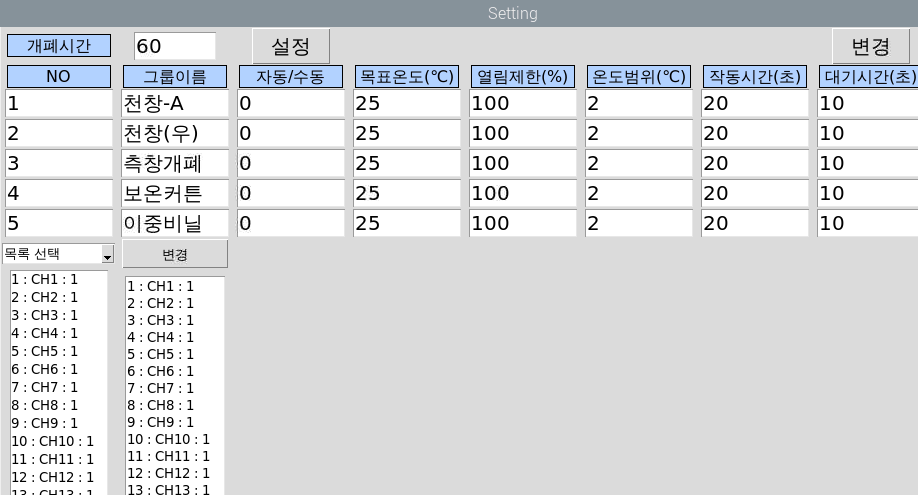 Setting
개폐시간 60 설정 변경
NO 그룹이름 자동/수동 목표온도(℃) 열림제한(%) 온도범위(℃) 작동시간(초) 대기시간(초)
1 천창-A 0 25 100 2 20 10
2 천창(우) 0 25 100 2 20 10
3 측창개폐 0 25 100 2 20 10
4 보온커튼 0 25 100 2 20 10
5 이중비닐 0 25 100 2 20 10
목록 선택 변경
1 : CH1 : 1
2 : CH2 : 1
3 : CH3 : 1
4 : CH4 : 1
5 : CH5 : 1
6 : CH6 : 1
7 : CH7 : 1
8 : CH8 : 1
9 : CH9 : 1
10 : CH10 : 1
11 : CH11 : 1
12 : CH12 : 1
13 : CH13 : 1
1 : CH1 : 1
2 : CH2 : 1
3 : CH3 : 1
4 : CH4 : 1
5 : CH5 : 1
6 : CH6 : 1
7 : CH7 : 1
8 : CH8 : 1
9 : CH9 : 1
10 : CH10 : 1
11 : CH11 : 1
12 : CH12 : 1
13 : CH13 : 1